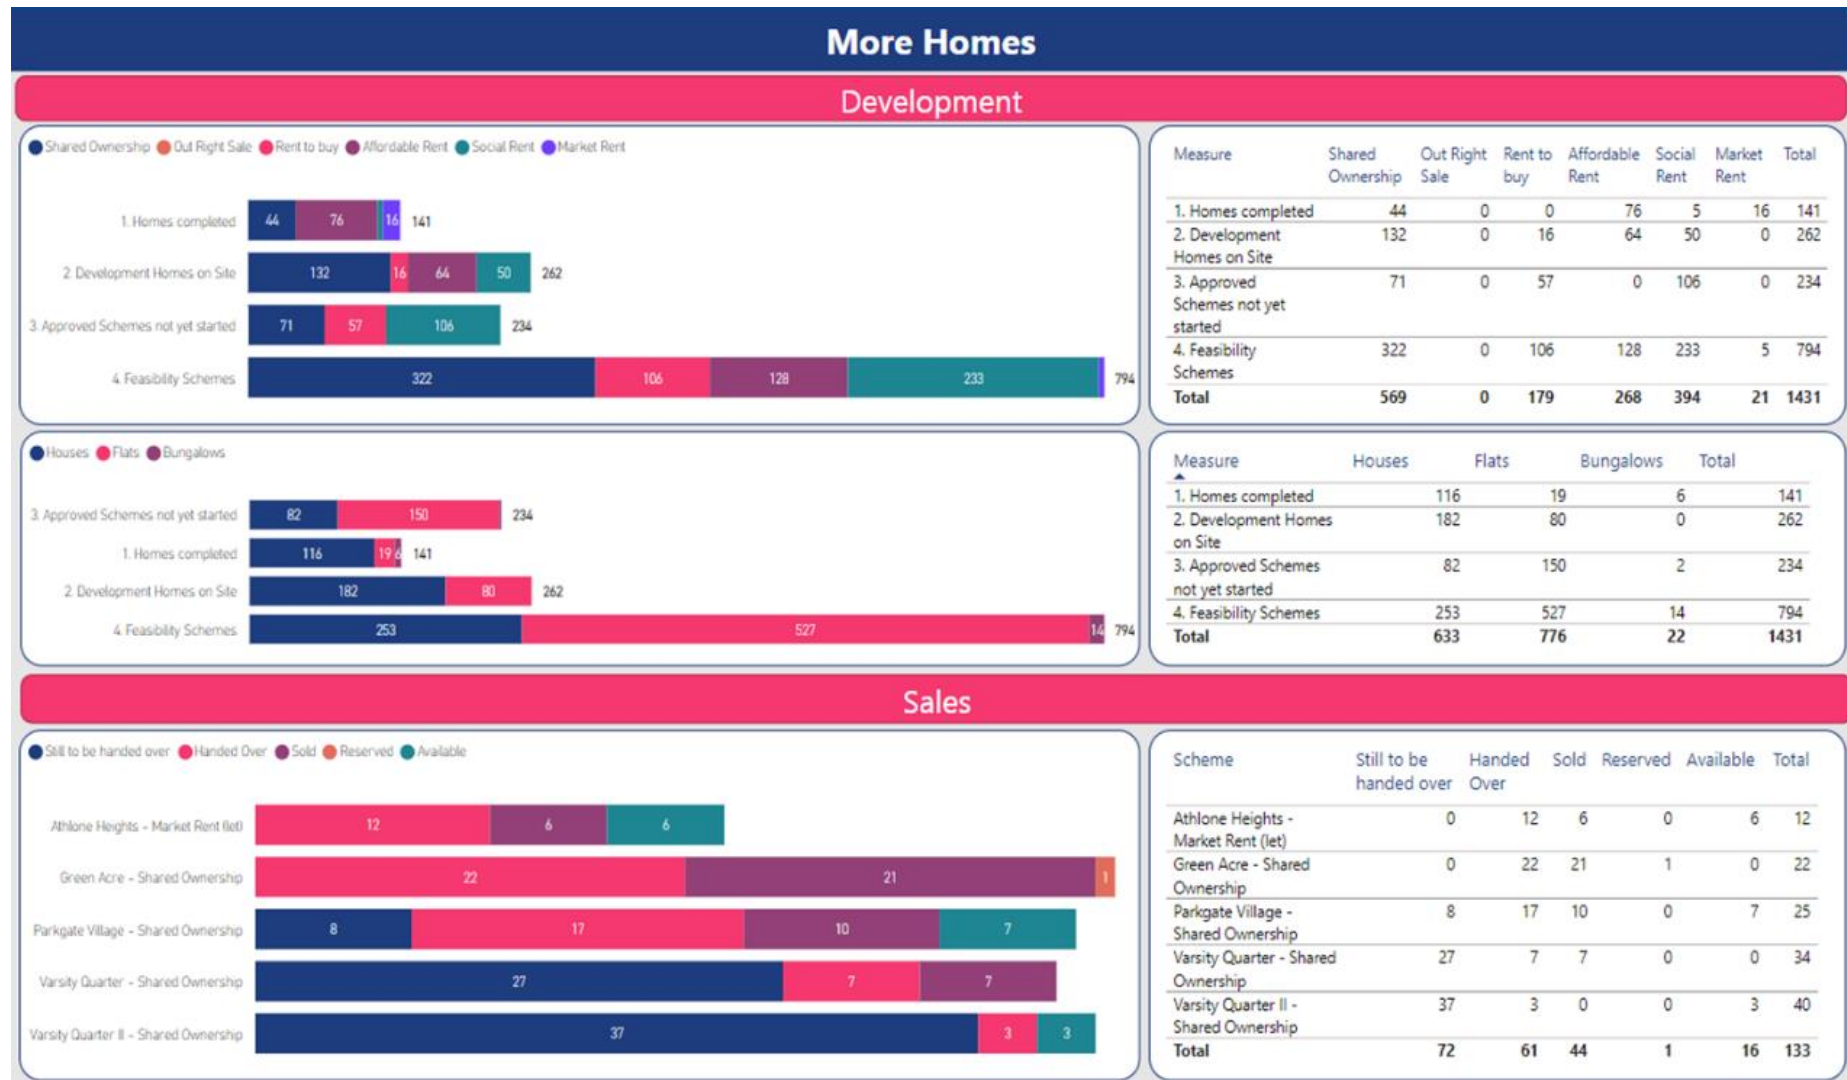 More Homes
Development
Shared Ownership Out Right Sale Rent to buy Affordable Rent Social Rent Market Rent
1. Homes completed 44 76 16 141
2. Development Homes on Site 132 16 64 50 262
3. Approved Schemes not yet started 71 57 106 234
4. Feasibility Schemes 322 106 128 233 794
Measure Shared Out Right Rent to Affordable Social Market Total
Ownership Sale buy Rent Rent Rent
1. Homes completed 44 0 0 76 5 16 141
2. Development 132 0 16 64 50 0 262
Homes on Site
3. Approved 71 0 57 0 106 0 234
Schemes not yet
started
4. Feasibility 322 0 106 128 233 5 794
Schemes
Total 569 0 179 268 394 21 1431
Houses Flats Bungalows
3. Approved Schemes not yet started 82 150 234
1. Homes completed 116 19 6 141
2. Development Homes on Site 182 80 262
4. Feasibility Schemes 253 527 14 794
Measure Houses Flats Bungalows Total
1. Homes completed 116 19 6 141
2. Development Homes 182 80 0 262
on Site
3. Approved Schemes 82 150 2 234
not yet started
4. Feasibility Schemes 253 527 14 794
Total 633 776 22 1431
Sales
Still to be handed over Handed Over Sold Reserved Available
Athlone Heights - Market Rent (let) 12 6 6
Green Acre - Shared Ownership 22 21 1
Parkgate Village - Shared Ownership 8 17 10 7
Varsity Quarter - Shared Ownership 27 7 7
Varsity Quarter II - Shared Ownership 37 3 3
Scheme Still to be Handed Sold Reserved Available Total
handed over Over
Athlone Heights - 0 12 6 0 6 12
Market Rent (let)
Green Acre - Shared 0 22 21 1 0 22
Ownership
Parkgate Village - 8 17 10 0 7 25
Shared Ownership
Varsity Quarter - Shared 27 7 7 0 0 34
Ownership
Varsity Quarter II - 37 3 0 0 3 40
Shared Ownership
Total 72 61 44 1 16 133